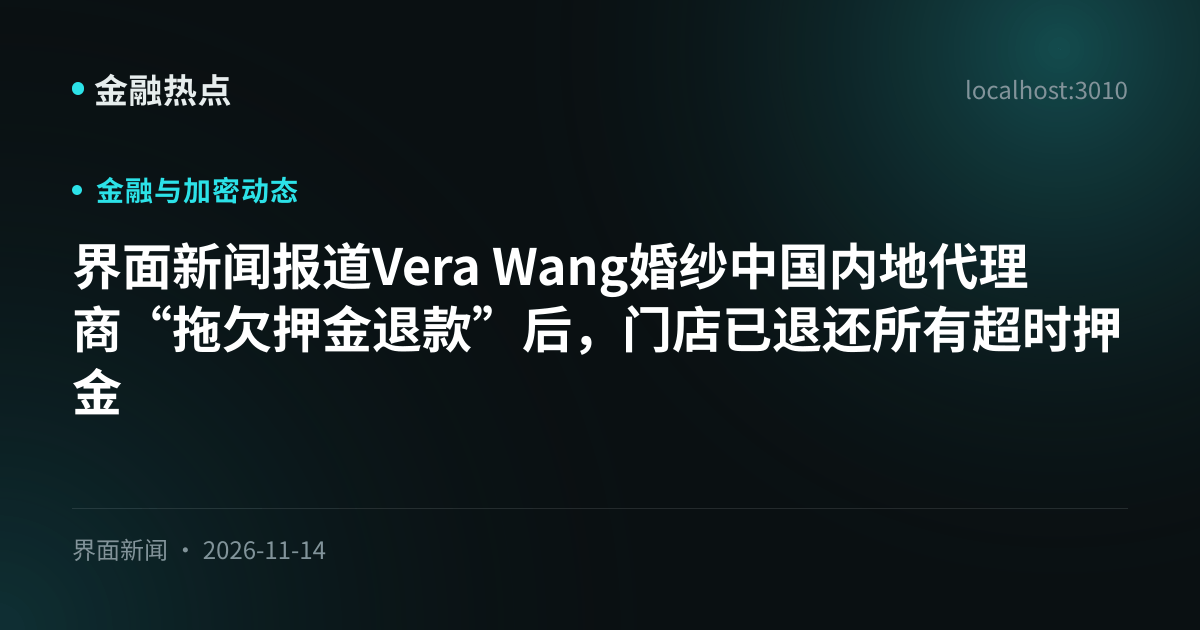 金融热点
localhost:3010
金融与加密动态
界面新闻报道Vera Wang婚纱中国内地代理
商“拖欠押金退款”后，门店已退还所有超时押
金
界面新闻 · 2026-11-14